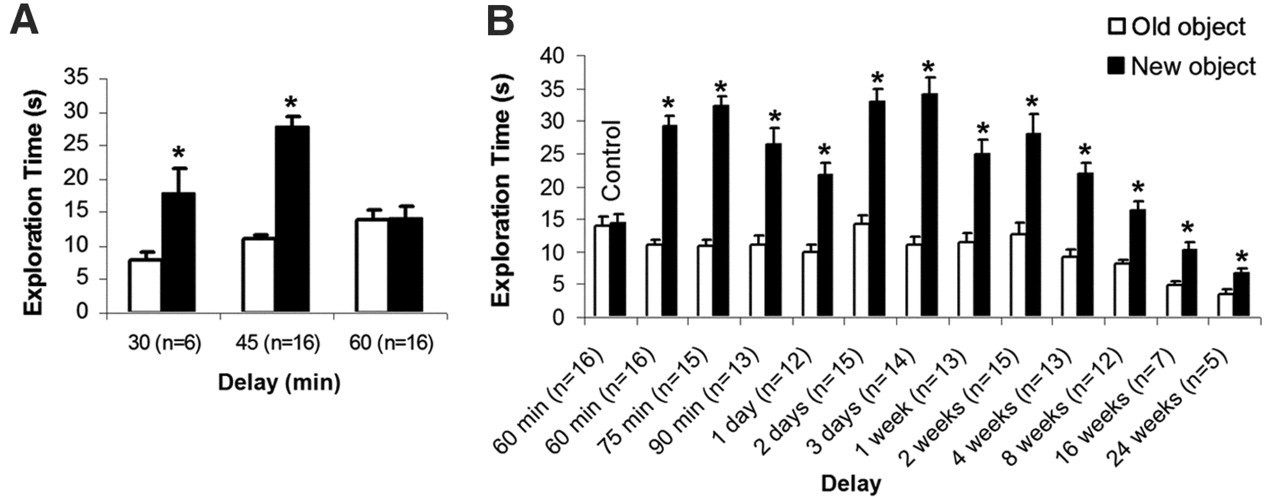 A
Exploration Time (s)
35
30
25
20
15
10
5
0
*
*
30 (n=6)
45 (n=16)
60 (n=16)
Delay (min)
B
Old object
New object
Exploration Time (s)
40
35
30
25
20
15
10
5
0
Control
*
*
*
*
*
*
*
*
*
*
*
*
60 min (n=16)
60 min (n=16)
75 min (n=15)
90 min (n=13)
1 day (n=12)
2 days (n=15)
3 days (n=14)
1 week (n=13)
2 weeks (n=15)
4 weeks (n=13)
8 weeks (n=12)
16 weeks (n=7)
24 weeks (n=5)
Delay